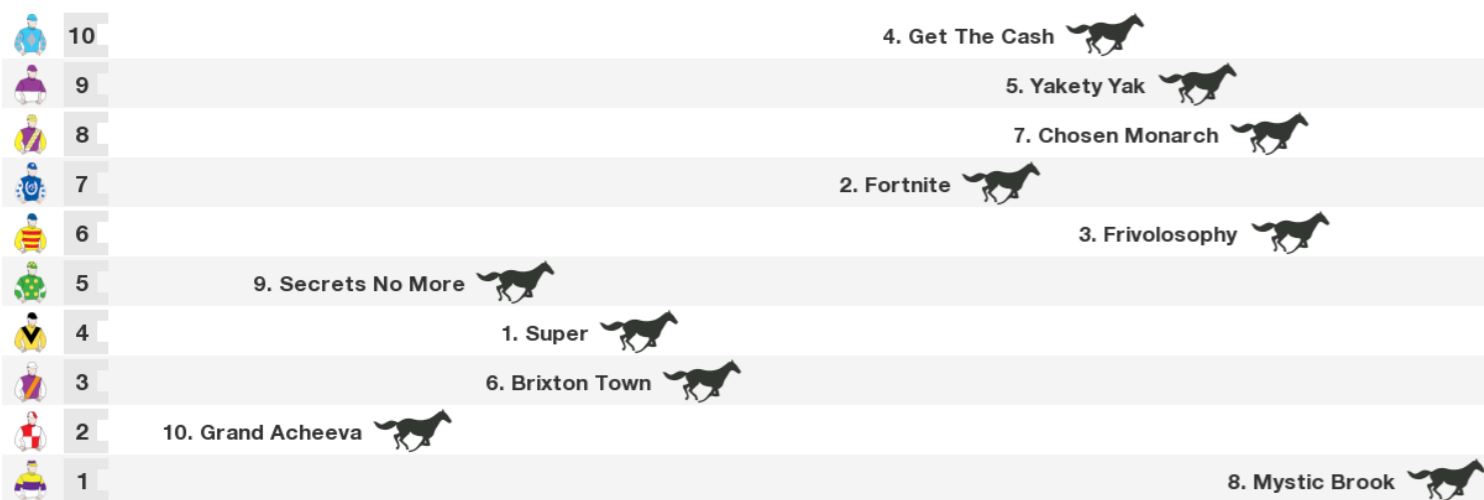 10 4. Get The Cash
9 5. Yakety Yak
8 7. Chosen Monarch
7 2. Fortnite
6 3. Frivolosophy
5 9. Secrets No More
4 1. Super
3 6. Brixton Town
2 10. Grand Acheeva
1 8. Mystic Brook